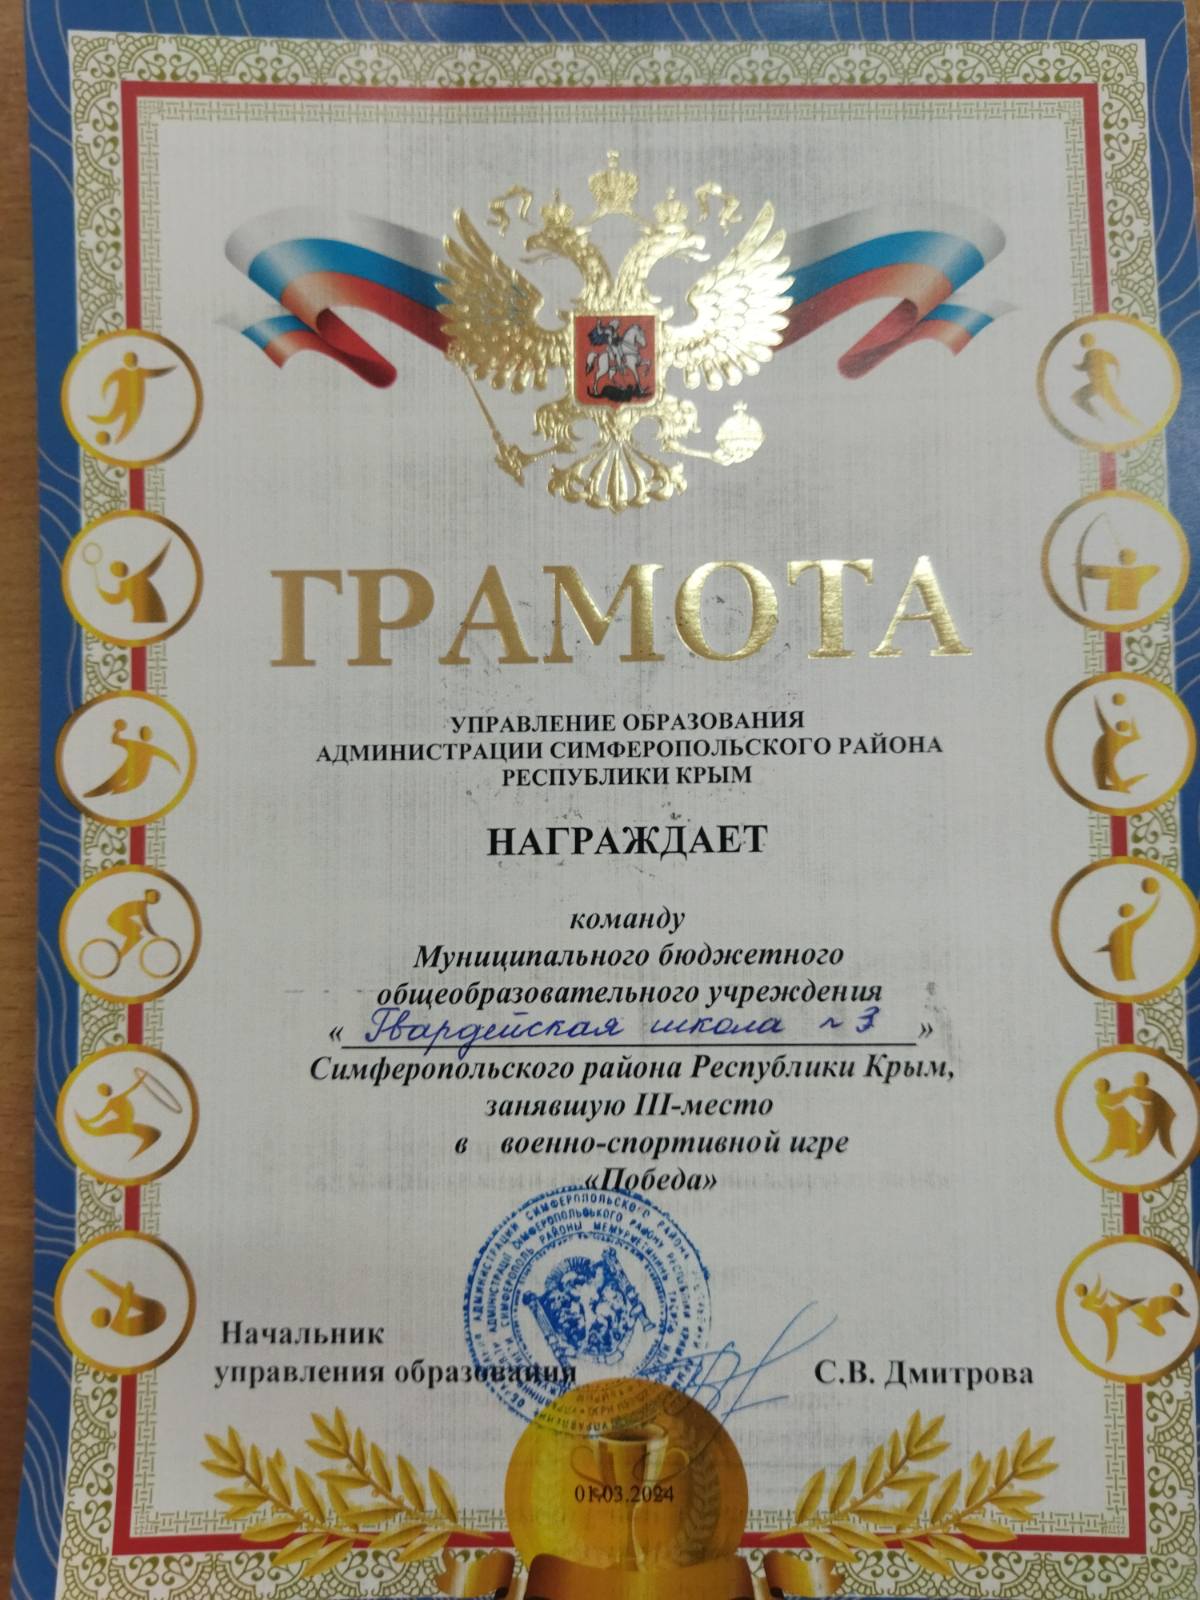 ГРАМОТА
УПРАВЛЕНИЕ ОБРАЗОВАНИЯ
АДМИНИСТРАЦИИ СИМФЕРОПОЛЬСКОГО РАЙОНА
РЕСПУБЛИКИ КРЫМ
НАГРАЖДАЕТ
команду
Муниципального бюджетного
общеобразовательного учреждения
«Гвардейская школа №3»
Симферопольского района Республики Крым,
занявшую III-место
в военно-спортивной игре
«Победа»
Начальник
управления образования С.В. Дмитрова
01.03.2024